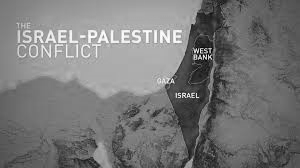 THE
ISRAEL-PALESTINE
CONFLICT
WEST
BANK
GAZA
ISRAEL